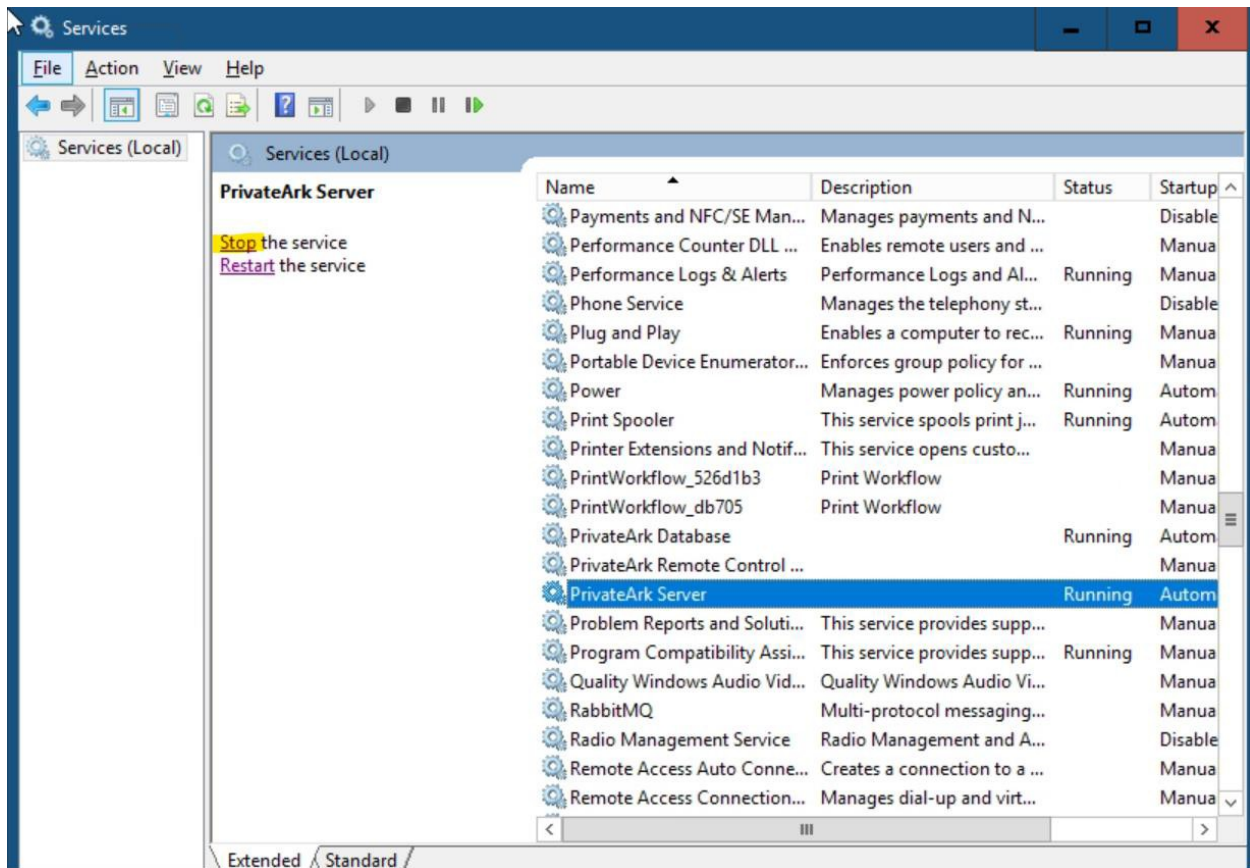 Services
File Action View Help
Services (Local)
Services (Local)
PrivateArk Server
Stop the service
Restart the service
Name Description Status Startup
Payments and NFC/SE Man... Manages payments and N... Disable
Performance Counter DLL ... Enables remote users and ... Manua
Performance Logs & Alerts Performance Logs and Al... Running Manua
Phone Service Manages the telephony st... Disable
Plug and Play Enables a computer to rec... Running Manua
Portable Device Enumerator... Enforces group policy for ... Manua
Power Manages power policy an... Running Autom
Print Spooler This service spools print j... Running Autom
Printer Extensions and Notif... This service opens custo... Manua
PrintWorkflow_526d1b3 Print Workflow Manua
PrintWorkflow_db705 Print Workflow Manua
PrivateArk Database Running Autom
PrivateArk Remote Control ... Manua
PrivateArk Server Running Autom
Problem Reports and Soluti... This service provides supp... Manua
Program Compatibility Assi... This service provides supp... Running Manua
Quality Windows Audio Vid... Quality Windows Audio Vi... Manua
RabbitMQ Multi-protocol messaging... Manua
Radio Management Service Radio Management and A... Disable
Remote Access Auto Conne... Creates a connection to a ... Manua
Remote Access Connection... Manages dial-up and virt... Manua
Extended Standard